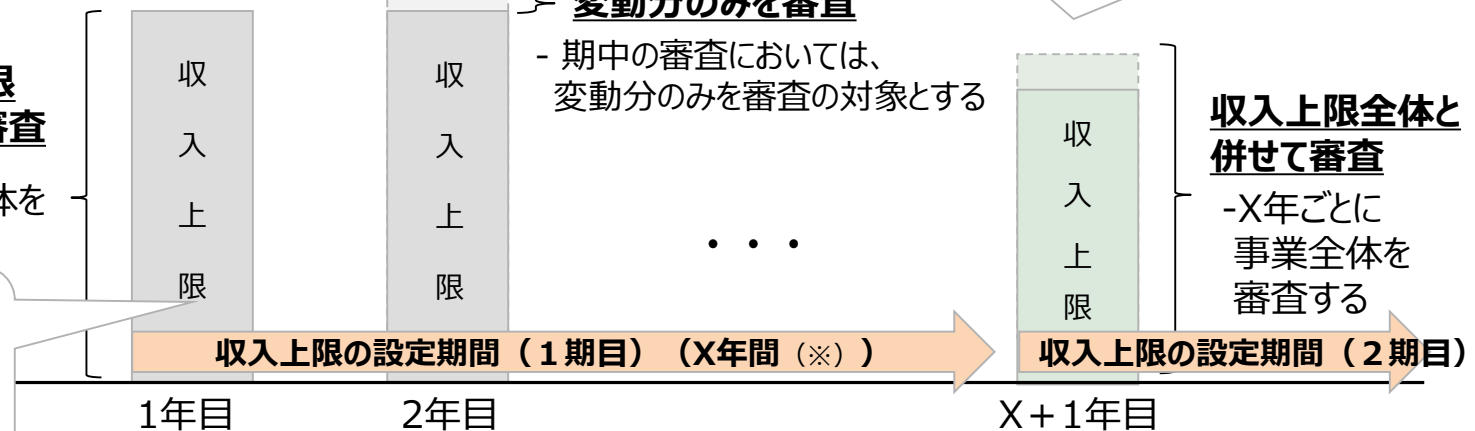 変動分のみを審査
- 期中の審査においては、
変動分のみを審査の対象とする
限
審査
体を
収入上限
収入上限
・・・
収入上限
収入上限全体と
併せて審査
-X年ごとに
事業全体を
審査する
収入上限の設定期間（１期目）（X年間（※））
収入上限の設定期間（２期目）
1年目
2年目
X＋1年目